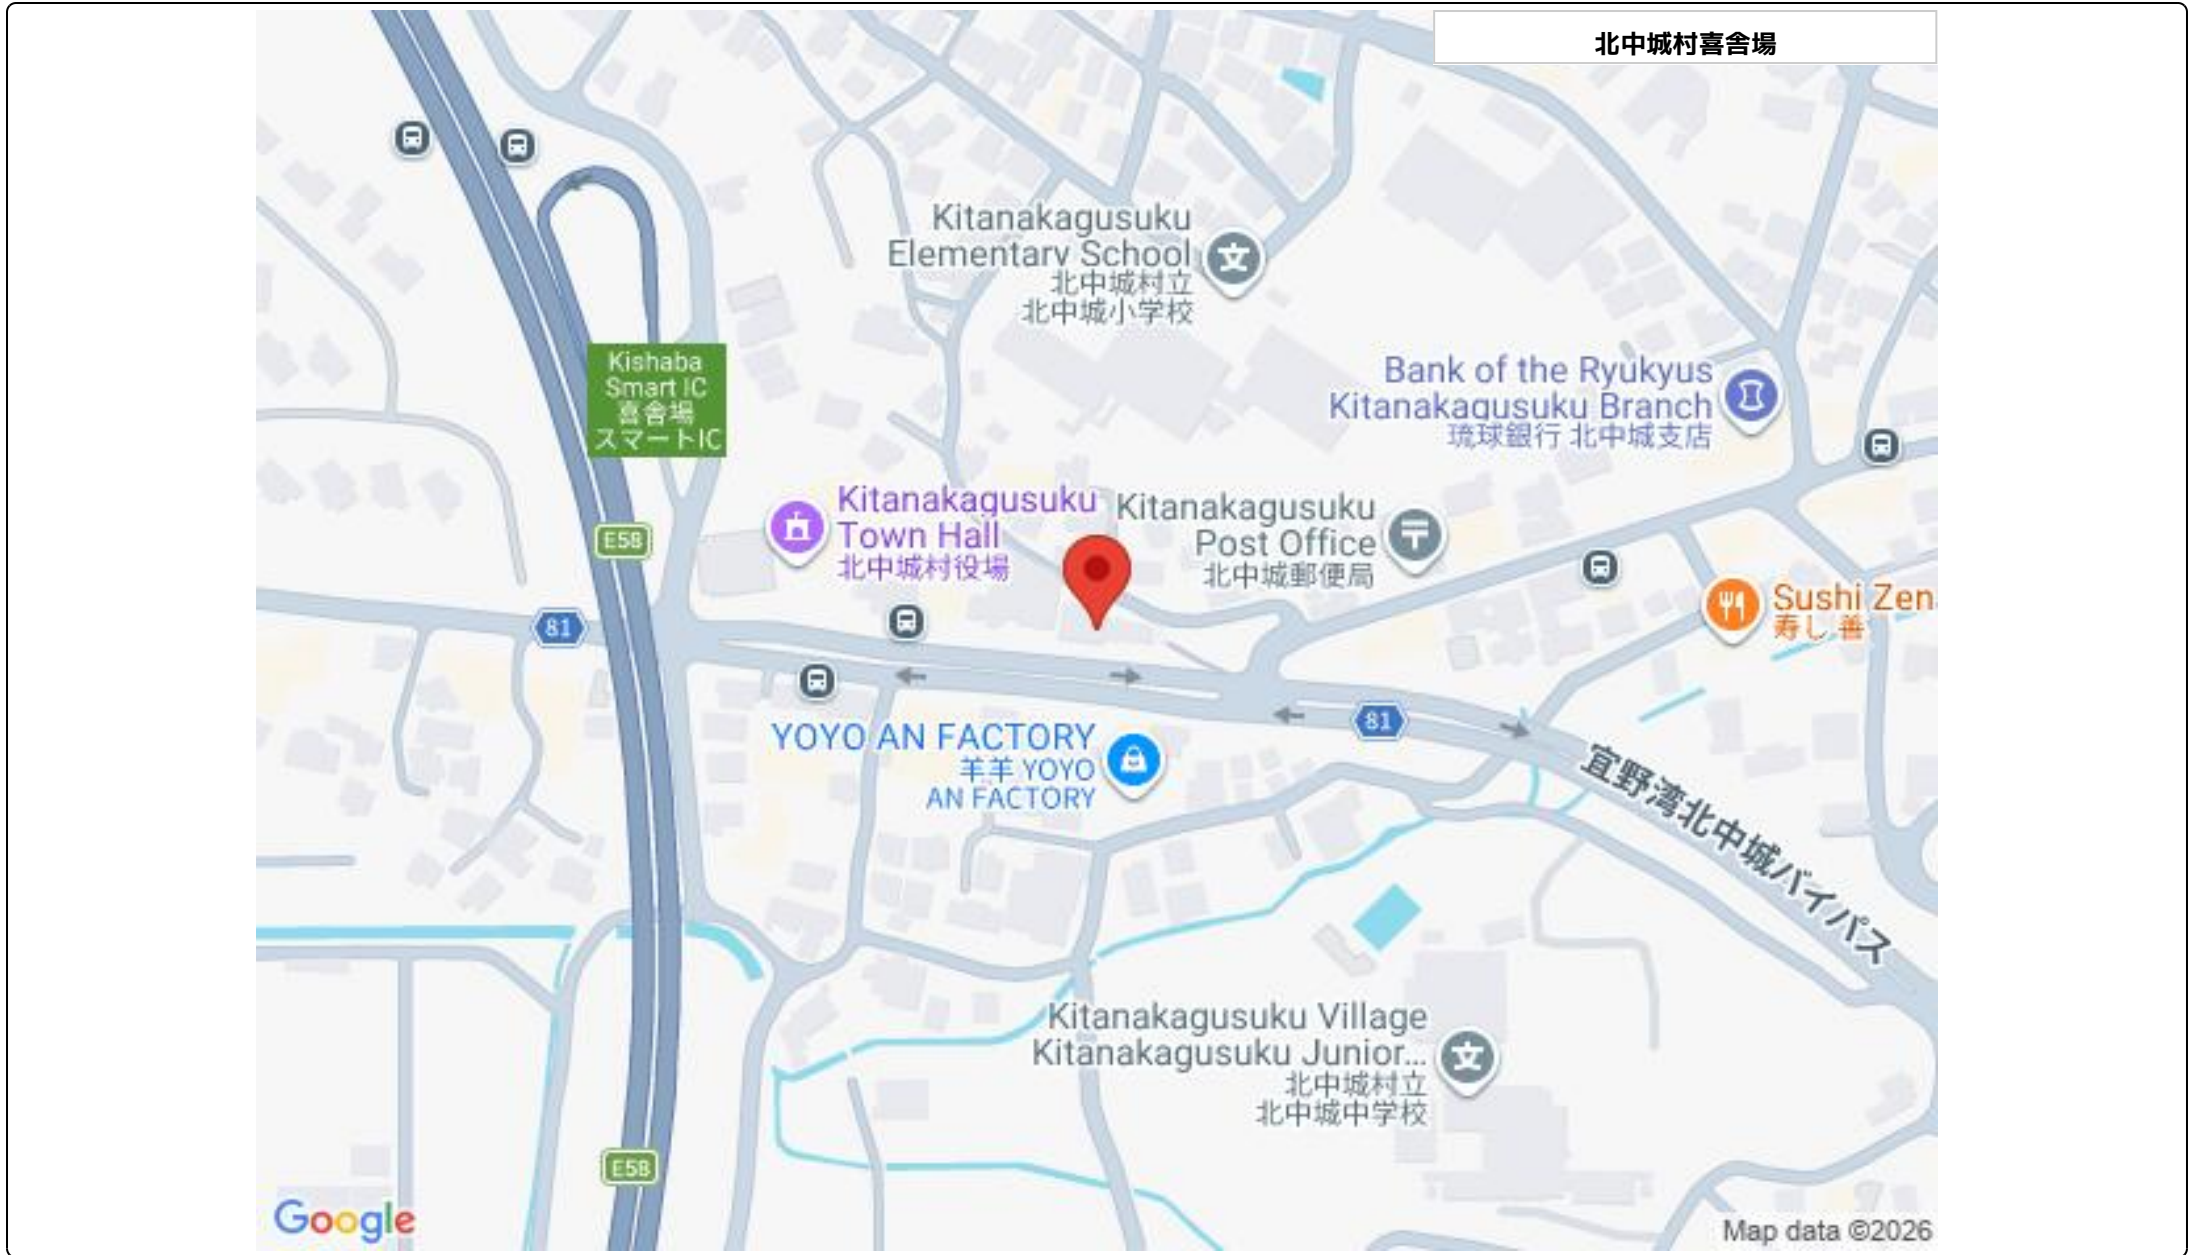 北中城村喜舎場
Kitanakagusuku
Elementary School
北中城村立
北中城小学校
Kishaba
Smart IC
喜舎場
スマートIC
Bank of the Ryukyus
Kitanakagusuku Branch
琉球銀行 北中城支店
Kitanakagusuku
Town Hall
北中城村役場
Kitanakagusuku
Post Office
北中城郵便局
E58
Sushi Zen
寿し 善
81
81
YOYO AN FACTORY
羊羊 YOYO
AN FACTORY
宜野湾北中城バイパス
Kitanakagusuku Village
Kitanakagusuku Junior...
北中城村立
北中城中学校
E58
Google
Map data ©2026
文
文